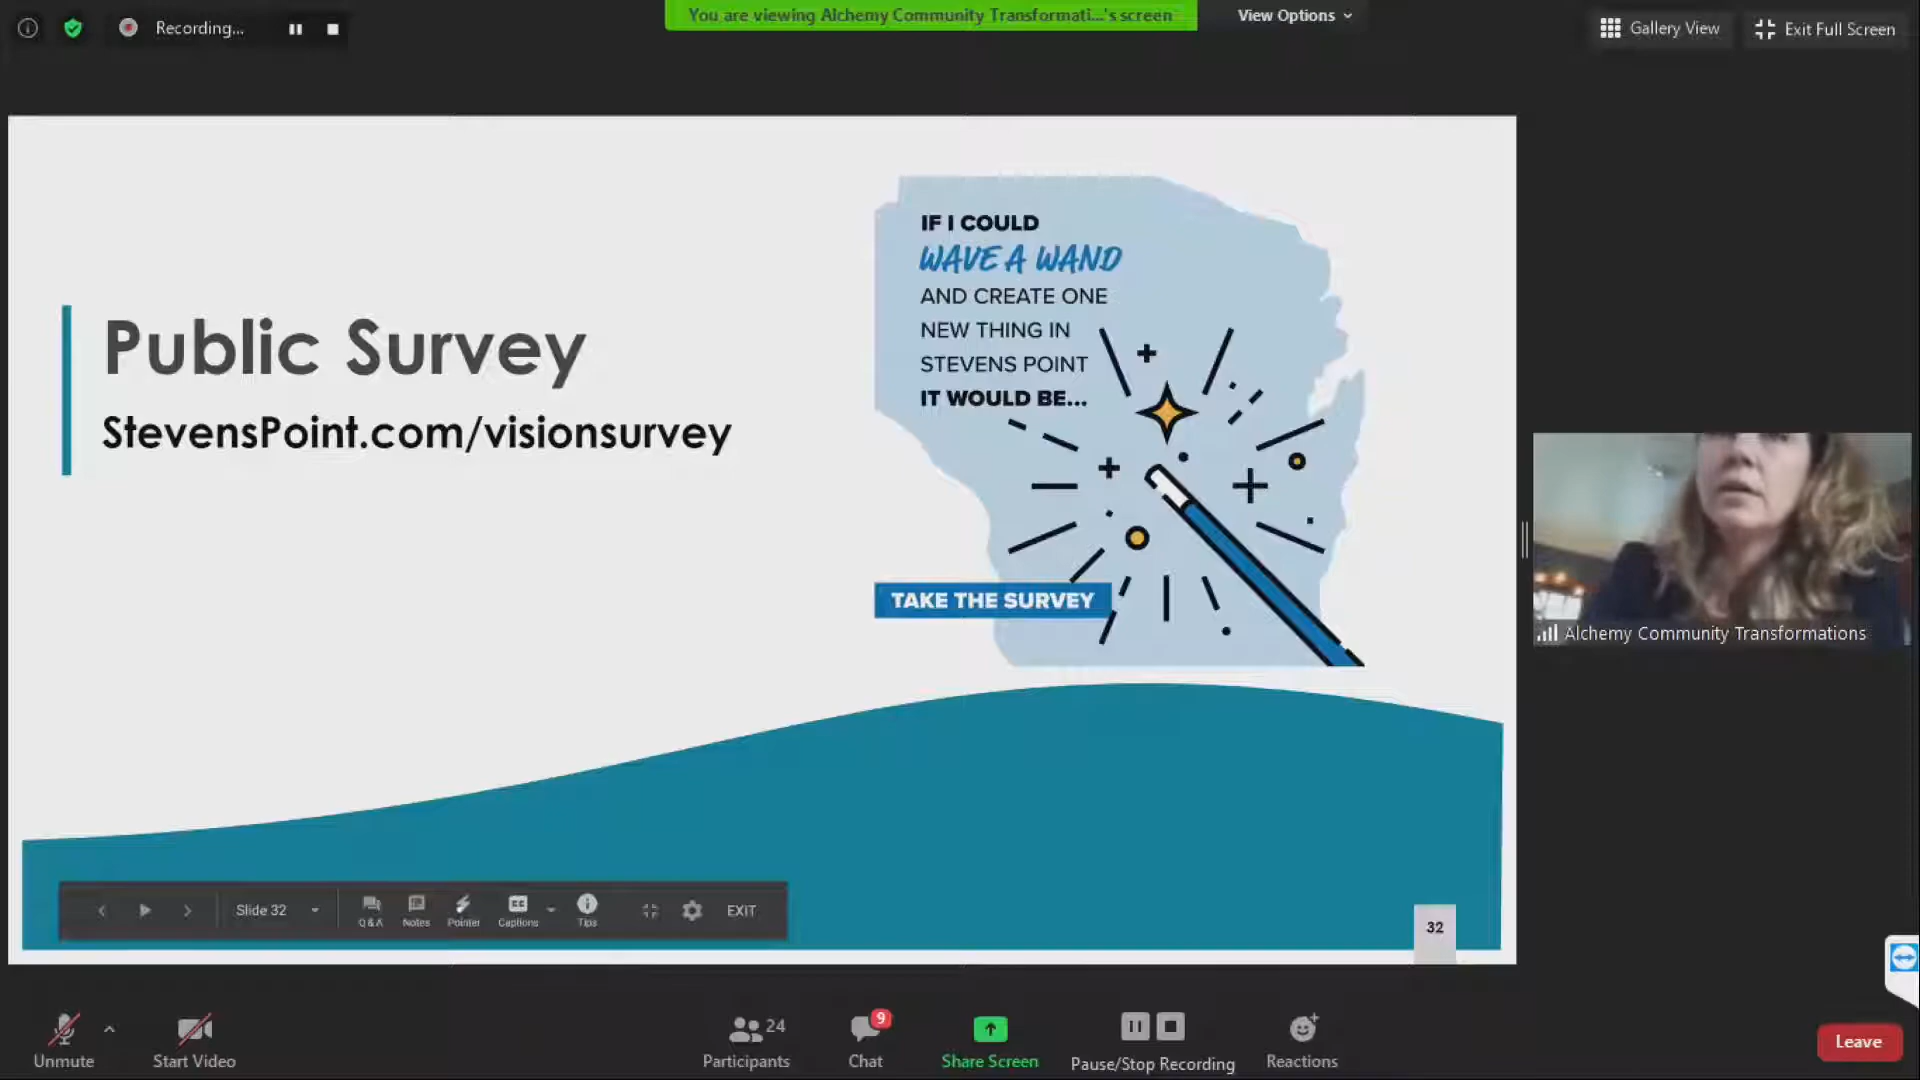 Recording...
You are viewing Alchemy Community Transformati...'s screen
View Options
Gallery View
Exit Full Screen
Public Survey
StevensPoint.com/visionsurvey
IF I COULD
WAVE A WAND
AND CREATE ONE
NEW THING IN
STEVENS POINT
IT WOULD BE...
TAKE THE SURVEY
Alchemy Community Transformations
Slide 32
Q&A
Notes
Pointer
CC
Captions
Tips
EXIT
32
Unmute
Start Video
24
Participants
9
Chat
Share Screen
Pause/Stop Recording
Reactions
Leave